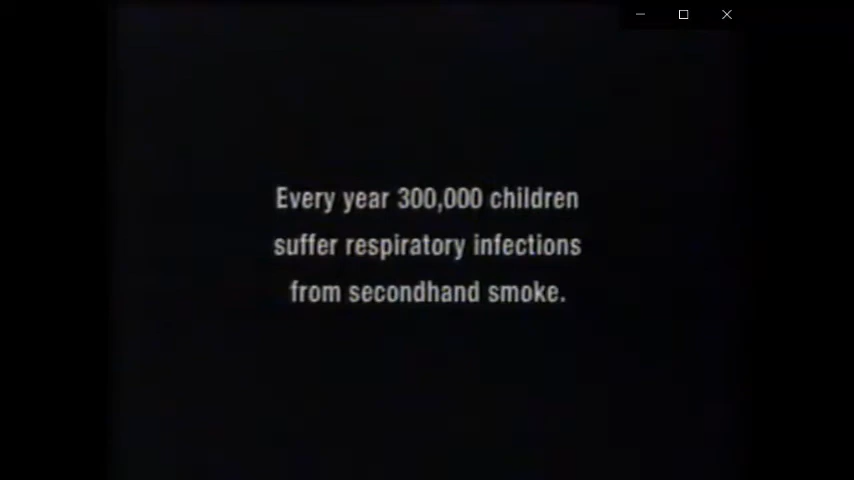 Every year 300,000 children
suffer respiratory infections
from secondhand smoke.